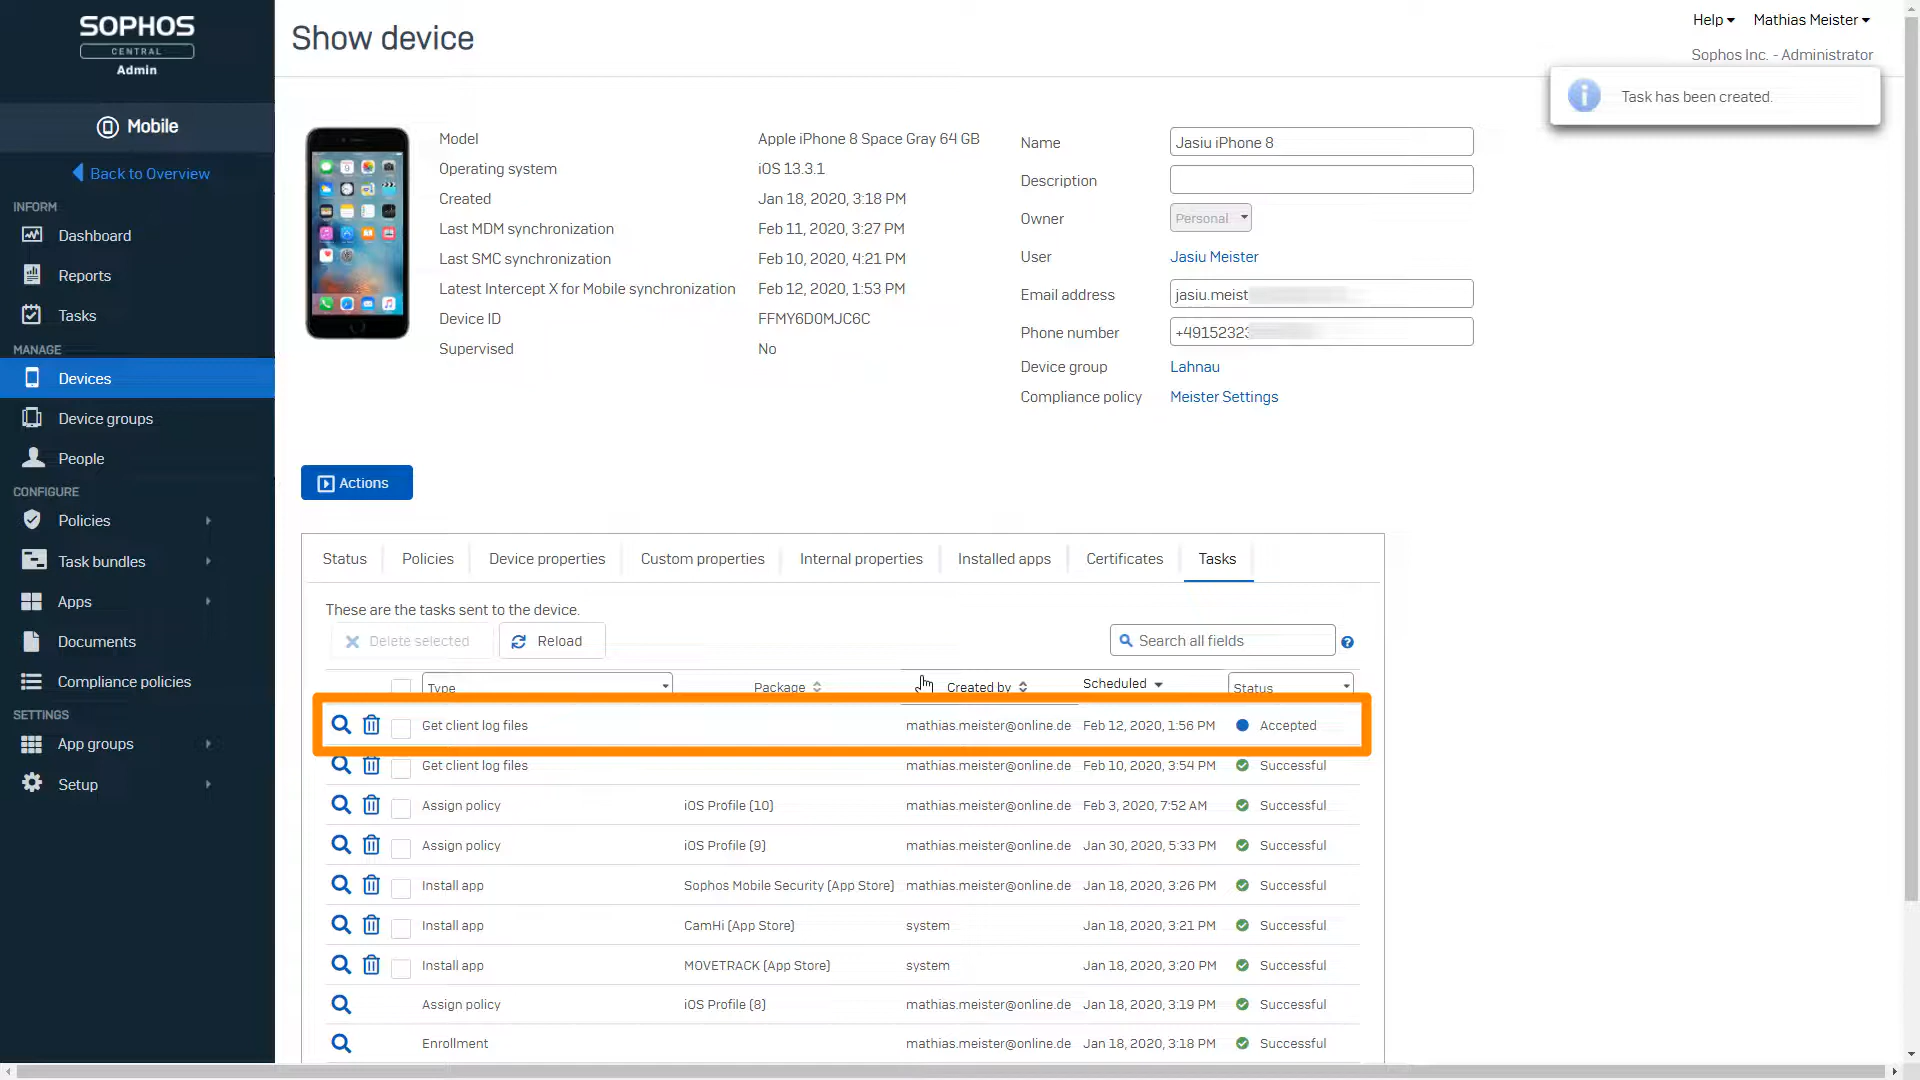 SOPHOS
CENTRAL
Admin
Mobile
Back to Overview
INFORM
Dashboard
Reports
Tasks
MANAGE
Devices
Device groups
People
CONFIGURE
Policies
Task bundles
Apps
Documents
Compliance policies
SETTINGS
App groups
Setup
Show device
Help Mathias Meister
Sophos Inc. - Administrator
Task has been created.
Model Apple iPhone 8 Space Gray 64 GB
Operating system iOS 13.3.1
Created Jan 18, 2020, 3:18 PM
Last MDM synchronization Feb 11, 2020, 3:27 PM
Last SMC synchronization Feb 10, 2020, 4:21 PM
Latest Intercept X for Mobile synchronization Feb 12, 2020, 1:53 PM
Device ID FFMY6D0MJC6C
Supervised No
Name Jasiu iPhone 8
Description
Owner Personal
User Jasiu Meister
Email address jasiu.meist
Phone number +4915232
Device group Lahnau
Compliance policy Meister Settings
Actions
Status Policies Device properties Custom properties Internal properties Installed apps Certificates Tasks
These are the tasks sent to the device.
Delete selected Reload Search all fields
Type Package Created by Scheduled Status
Get client log files mathias.meister@online.de Feb 12, 2020, 1:56 PM Accepted
Get client log files mathias.meister@online.de Feb 10, 2020, 3:54 PM Successful
Assign policy iOS Profile (10) mathias.meister@online.de Feb 3, 2020, 7:52 AM Successful
Assign policy iOS Profile (9) mathias.meister@online.de Jan 30, 2020, 5:33 PM Successful
Install app Sophos Mobile Security (App Store) mathias.meister@online.de Jan 18, 2020, 3:26 PM Successful
Install app CamHi (App Store) system Jan 18, 2020, 3:21 PM Successful
Install app MOVETRACK (App Store) system Jan 18, 2020, 3:20 PM Successful
Assign policy iOS Profile (8) mathias.meister@online.de Jan 18, 2020, 3:19 PM Successful
Enrollment mathias.meister@online.de Jan 18, 2020, 3:18 PM Successful